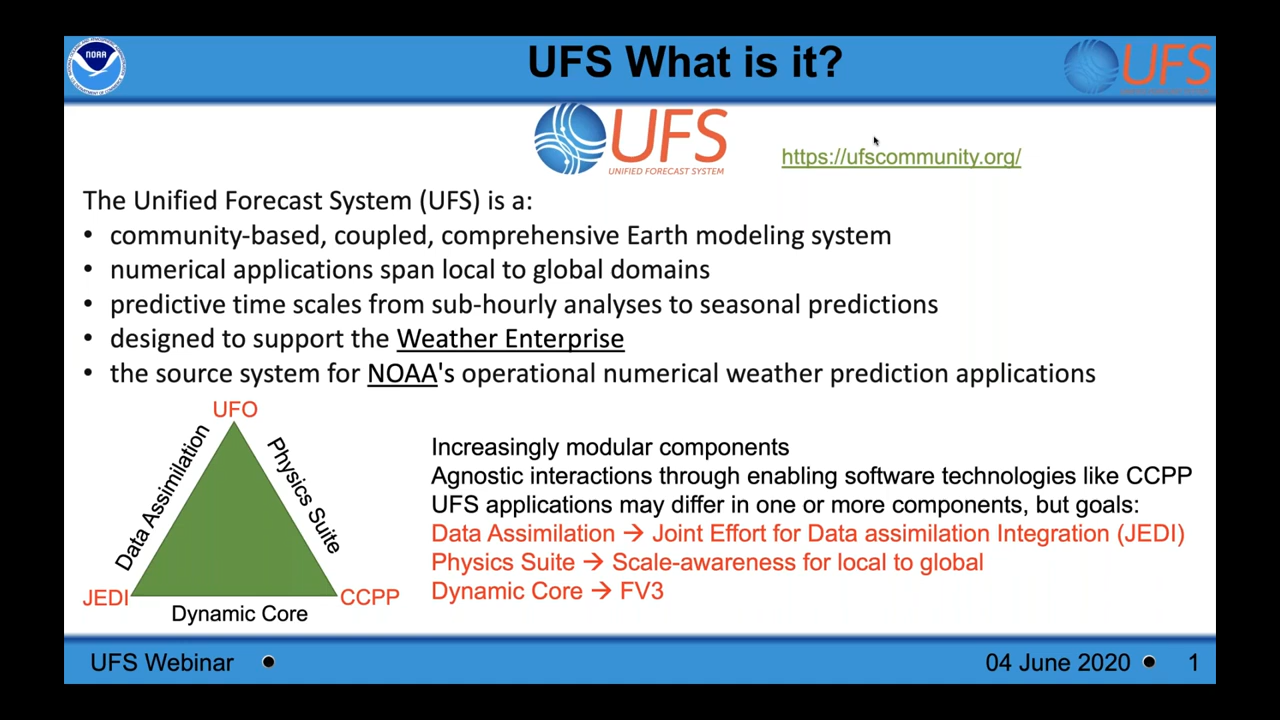 UFS What is it?
NOAA
UFS
UNIFIED FORECAST SYSTEM
UFS
UNIFIED FORECAST SYSTEM
https://ufscommunity.org/
The Unified Forecast System (UFS) is a:
• community-based, coupled, comprehensive Earth modeling system
• numerical applications span local to global domains
• predictive time scales from sub-hourly analyses to seasonal predictions
• designed to support the Weather Enterprise
• the source system for NOAA's operational numerical weather prediction applications
UFO
Data Assimilation
Physics Suite
JEDI
CCPP
Dynamic Core
Increasingly modular components
Agnostic interactions through enabling software technologies like CCPP
UFS applications may differ in one or more components, but goals:
Data Assimilation → Joint Effort for Data assimilation Integration (JEDI)
Physics Suite → Scale-awareness for local to global
Dynamic Core → FV3
UFS Webinar •
04 June 2020 • 1